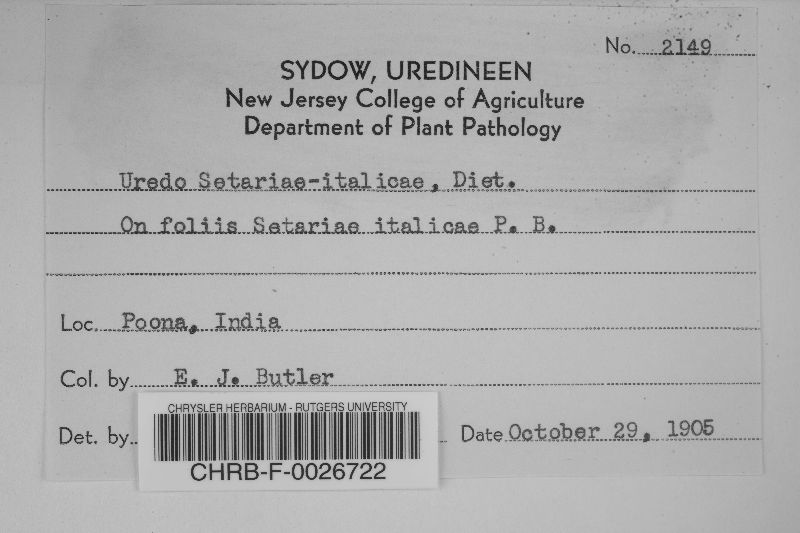 No. 2149
SYDOW, UREDINEEN
New Jersey College of Agriculture
Department of Plant Pathology
Uredo Setariae-italicae, Diet.
On foliis Setariae italicae P. B.
Loc. Poona, India
Col. by E. J. Butler
Det. by
Date October 29, 1905
CHRYSLER HERBARIUM - RUTGERS UNIVERSITY
CHRB-F-0026722